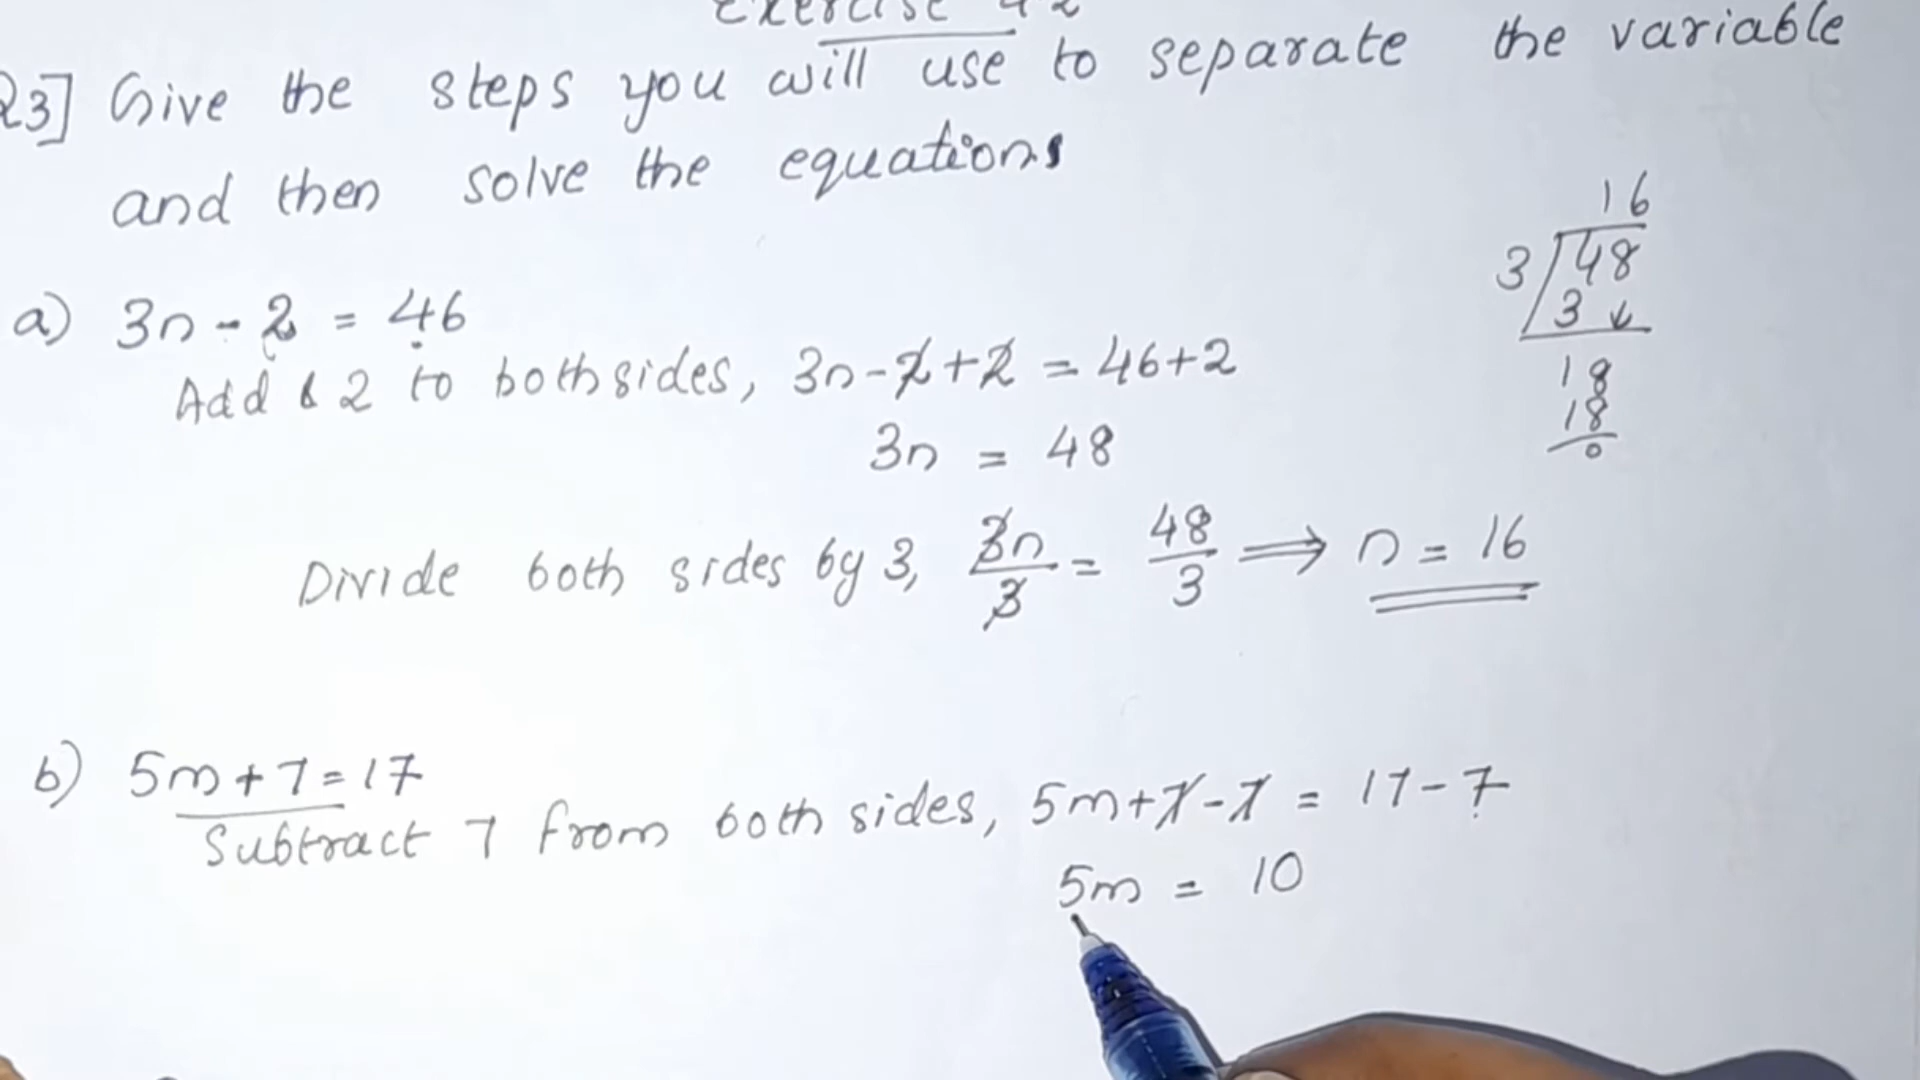 Exercise 4.2
Q3] Give the steps you will use to separate the variable
and then solve the equations
a) 3n - 2 = 46
Add 2 to both sides, 3n-2+2 = 46+2
3n = 48
Divide both sides by 3, 3n/3 = 48/3 ⟹ n = 16
16
3 48
3 ↓
18
18
0
b) 5m+7=17
Subtract 7 from both sides, 5m+7-7 = 17-7
5m = 10